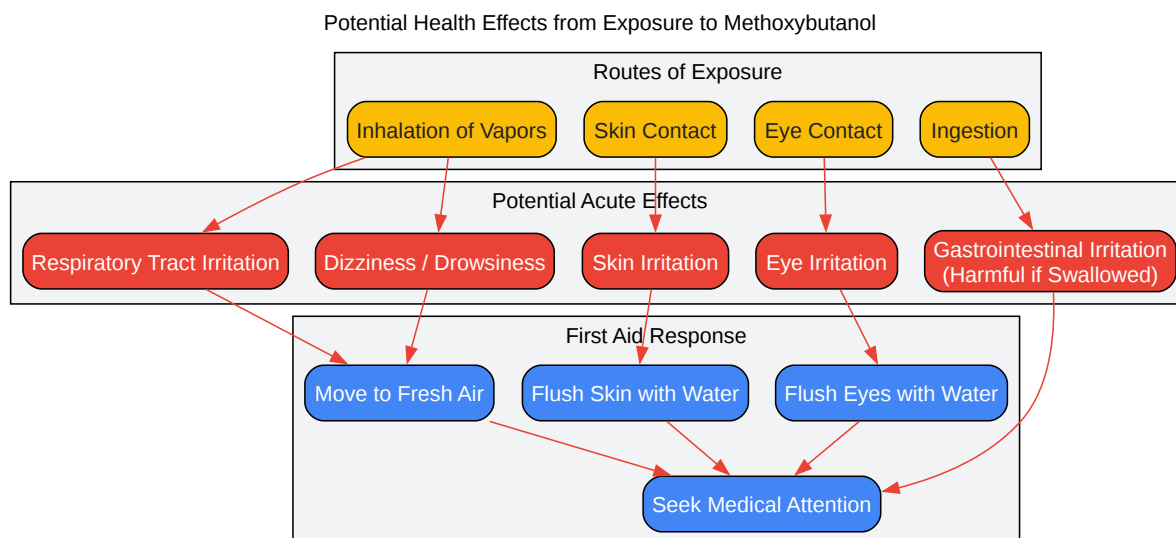 Potential Health Effects from Exposure to Methoxybutanol
Routes of Exposure
Inhalation of Vapors
Skin Contact
Eye Contact
Ingestion
Potential Acute Effects
Respiratory Tract Irritation
Dizziness / Drowsiness
Skin Irritation
Eye Irritation
Gastrointestinal Irritation
(Harmful if Swallowed)
First Aid Response
Move to Fresh Air
Flush Skin with Water
Flush Eyes with Water
Seek Medical Attention